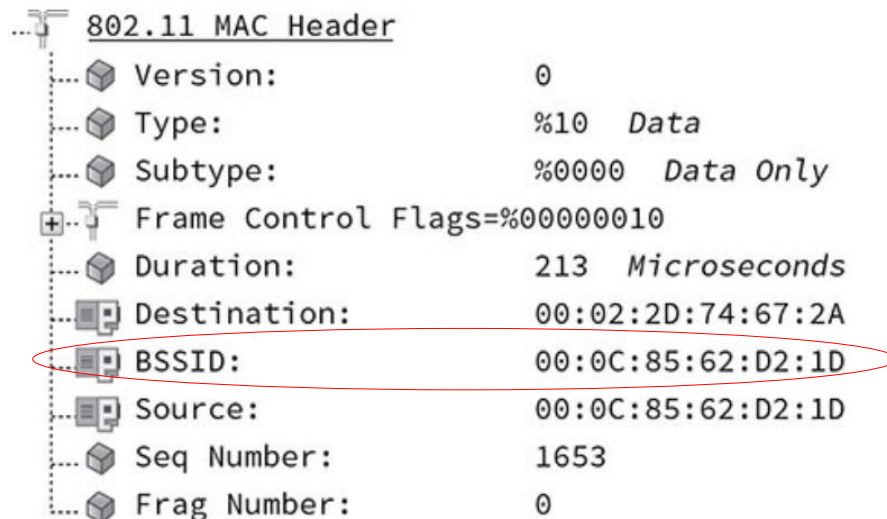 802.11 MAC Header
Version: 0
Type: %10 Data
Subtype: %0000 Data Only
Frame Control Flags=%00000010
Duration: 213 Microseconds
Destination: 00:02:2D:74:67:2A
BSSID: 00:0C:85:62:D2:1D
Source: 00:0C:85:62:D2:1D
Seq Number: 1653
Frag Number: 0